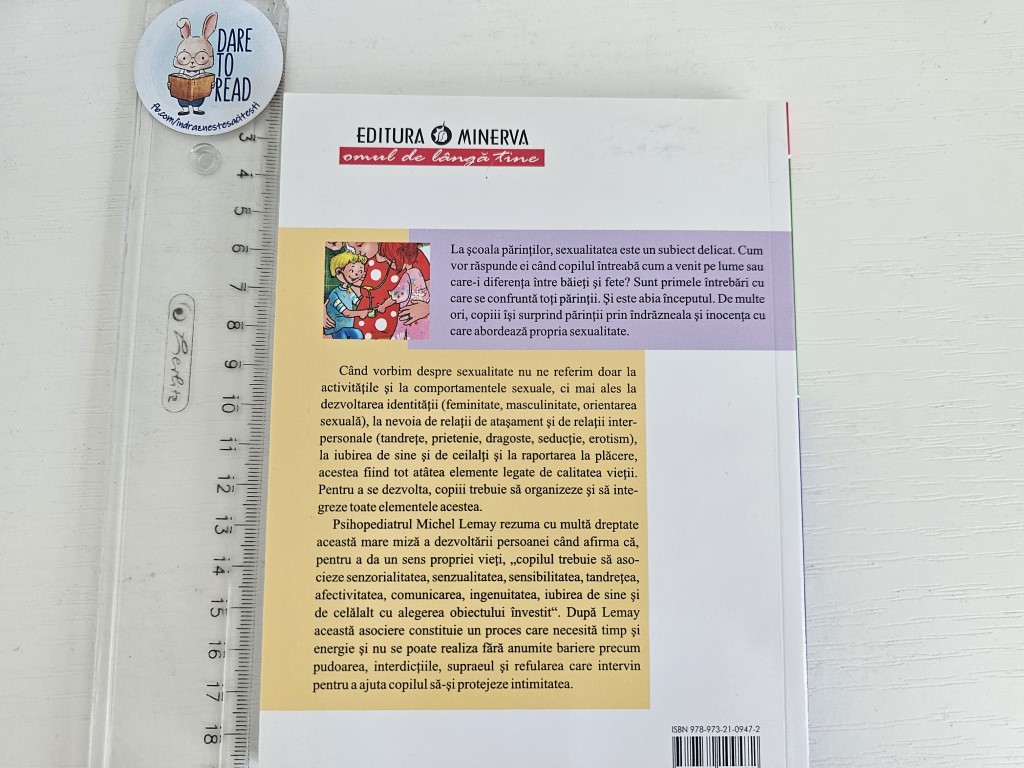 DARE
TO
READ
fb.com/indraznestesacitesti
EDITURA MINERVA
omul de lângă tine
La școala părinților, sexualitatea este un subiect delicat. Cum
vor răspunde ei când copilul întreabă cum a venit pe lume sau
care-i diferența între băieți și fete? Sunt primele întrebări cu
care se confruntă toți părinții. Și este abia începutul. De multe
ori, copiii își surprind părinții prin îndrăzneala și inocența cu
care abordează propria sexualitate.
Când vorbim despre sexualitate nu ne referim doar la
activitățile și la comportamentele sexuale, ci mai ales la
dezvoltarea identității (feminitate, masculinitate, orientarea
sexuală), la nevoia de relații de atașament și de relații inter-
personale (tandrețe, prietenie, dragoste, seducție, erotism),
la iubirea de sine și de ceilalți și la raportarea la plăcere,
acestea fiind tot atâtea elemente legate de calitatea vieții.
Pentru a se dezvolta, copiii trebuie să organizeze și să inte-
greze toate elementele acestea.
Psihopediatrul Michel Lemay rezuma cu multă dreptate
această mare miză a dezvoltării persoanei când afirma că,
pentru a da un sens propriei vieți, „copilul trebuie să aso-
cieze senzorialitatea, senzualitatea, sensibilitatea, tandrețea,
afectivitatea, comunicarea, ingenuitatea, iubirea de sine și
de celălalt cu alegerea obiectului învestit“. După Lemay
această asociere constituie un proces care necesită timp și
energie și nu se poate realiza fără anumite bariere precum
pudoarea, interdicțiile, supraeul și refularea care intervin
pentru a ajuta copilul să-și protejeze intimitatea.
ISBN 978-973-21-0947-2
3
4
5
6
7
8
9
10
11
12
13
14
15
16
17
18
Berlitz